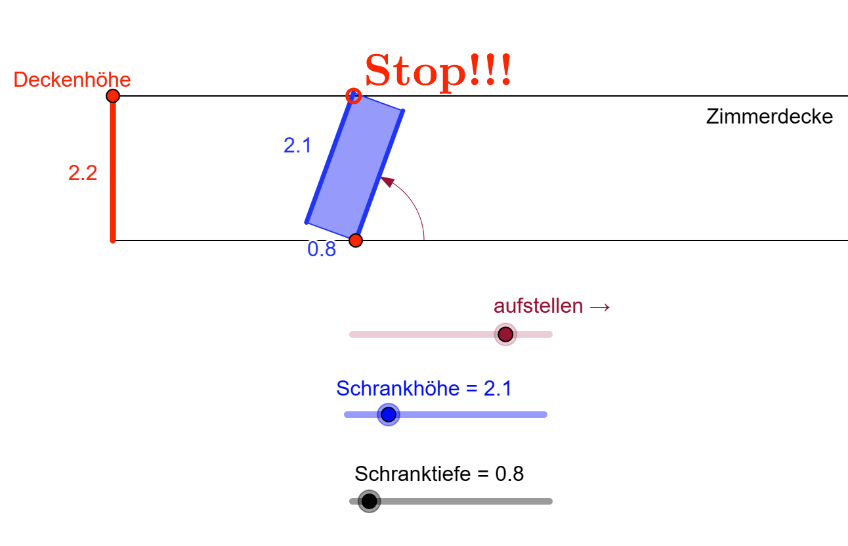 Stop!!!
Deckenhöhe
Zimmerdecke
2.1
2.2
0.8
aufstellen →
Schrankhöhe = 2.1
Schranktiefe = 0.8